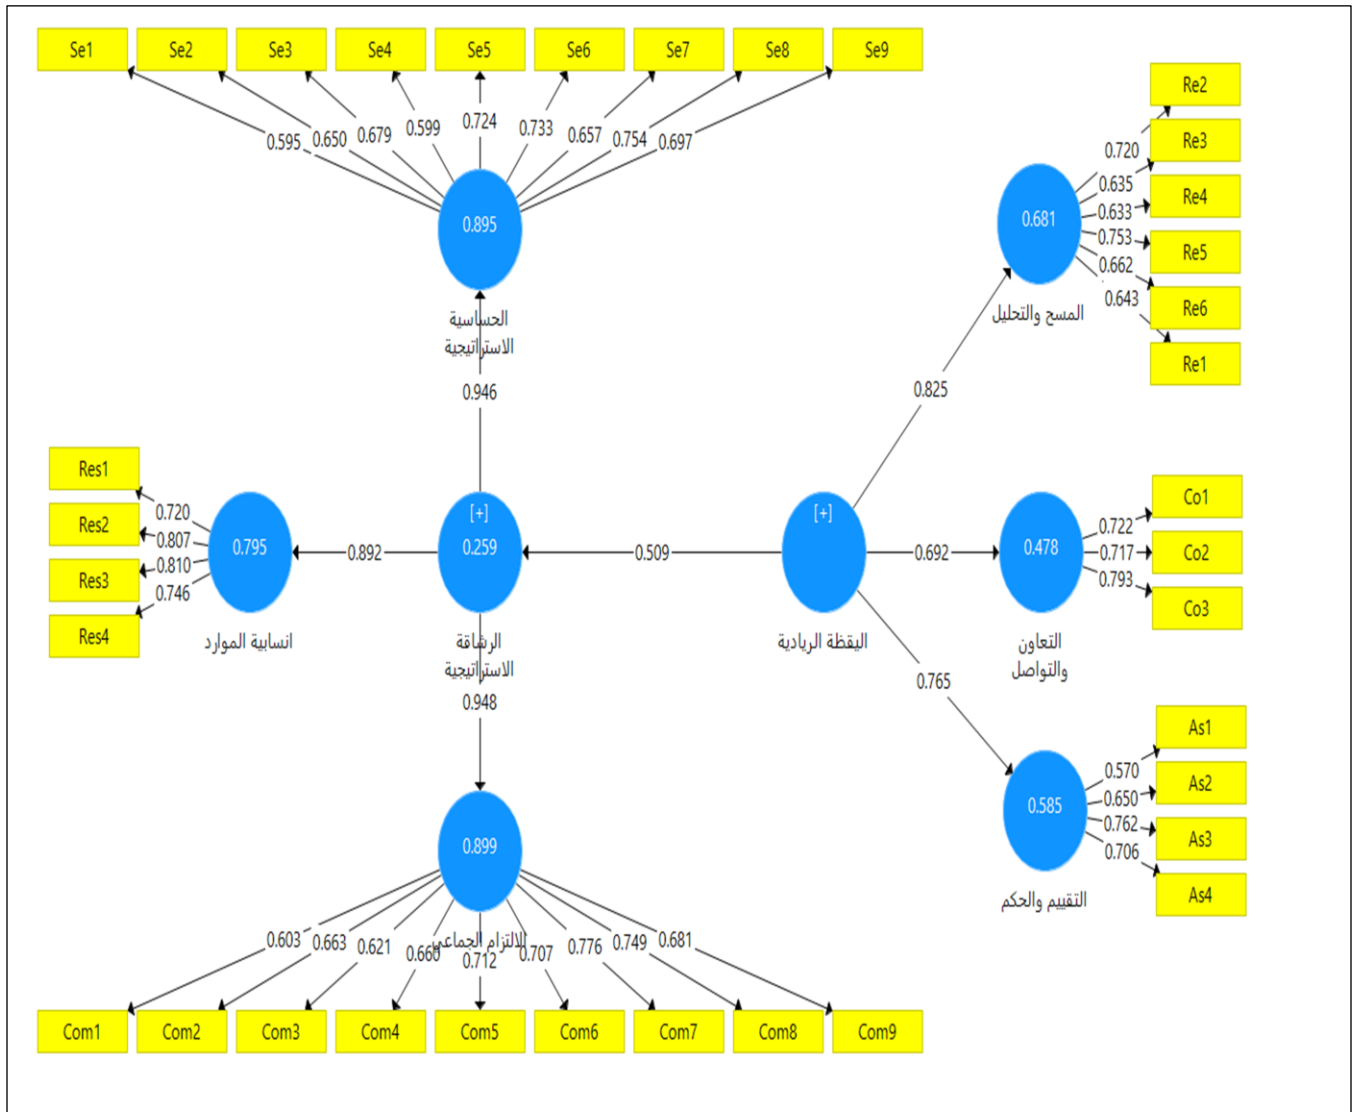 Se1 Se2 Se3 Se4 Se5 Se6 Se7 Se8 Se9
0.595 0.650 0.679 0.599 0.724 0.733 0.657 0.754 0.697
0.895
الحساسية
الاستراتيجية
0.946
Res1
Res2
Res3
Res4
0.720
0.807
0.810
0.746
0.795
انسابية الموارد
0.892
[+]
0.259
الرشاقة
الاستراتيجية
0.509
[+]
اليقظة الريادية
0.948
0.899
الالتزام الجماعي
0.603 0.663 0.621 0.660 0.712 0.707 0.776 0.749 0.681
Com1 Com2 Com3 Com4 Com5 Com6 Com7 Com8 Com9
0.825
0.681
المسح والتحليل
0.720
0.635
0.633
0.753
0.662
0.643
Re2
Re3
Re4
Re5
Re6
Re1
0.692
0.478
التعاون
والتواصل
0.722
0.717
0.793
Co1
Co2
Co3
0.765
0.585
التقييم والحكم
0.570
0.650
0.762
0.706
As1
As2
As3
As4